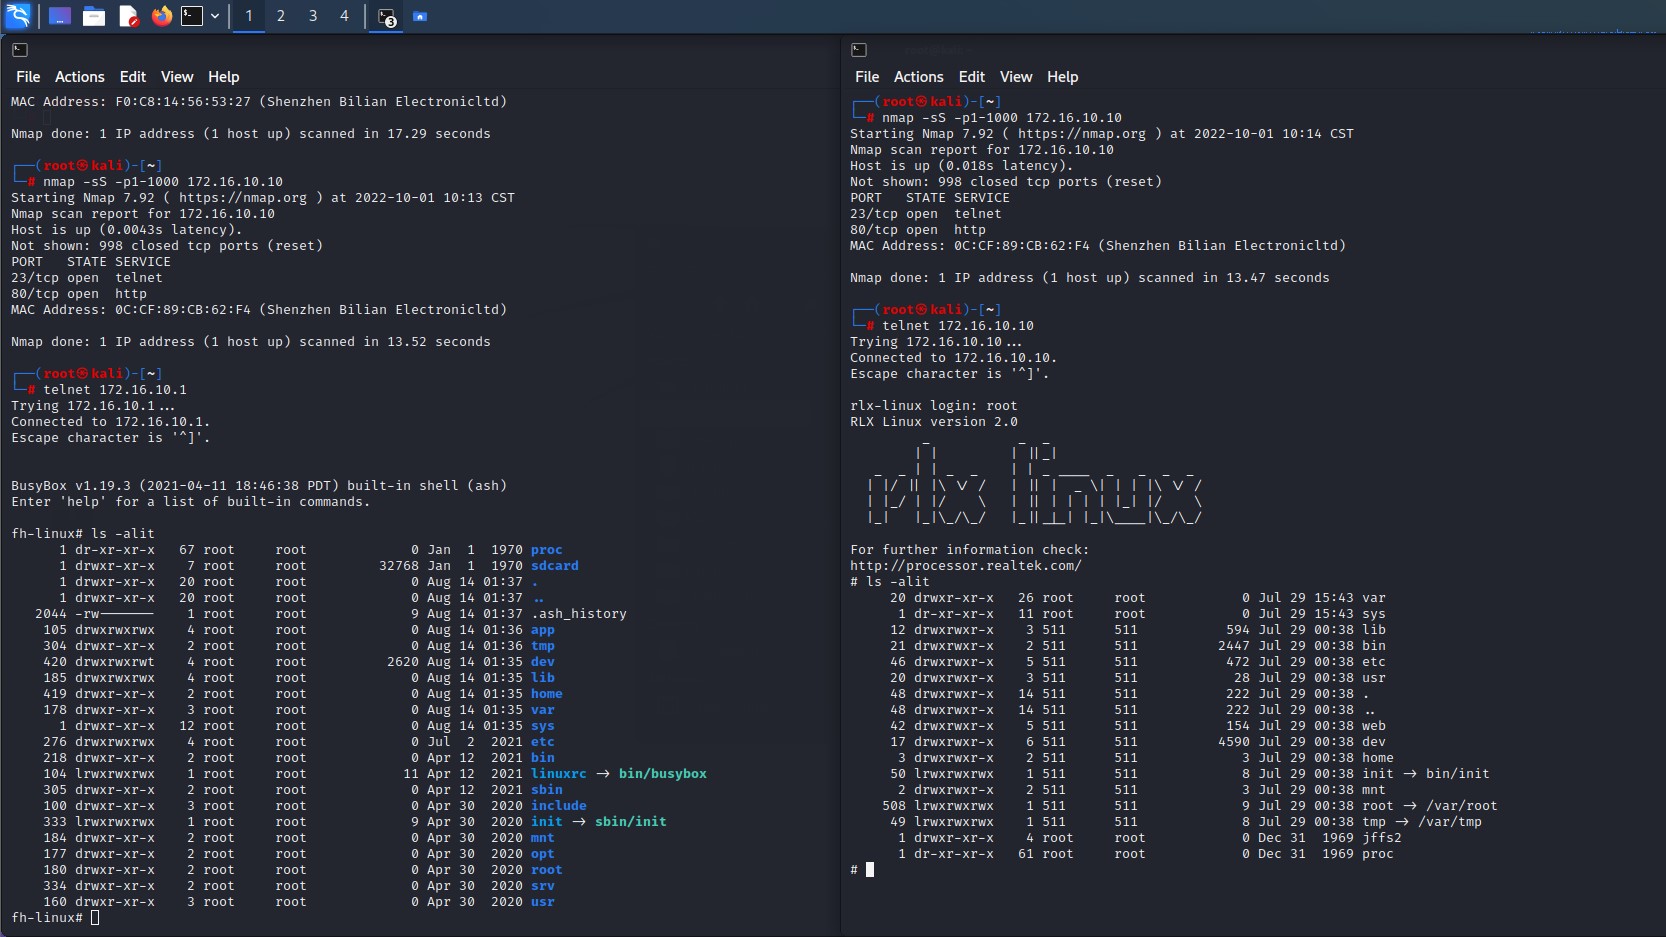 1 2 3 4 3
File Actions Edit View Help
MAC Address: F0:C8:14:56:53:27 (Shenzhen Bilian Electronicltd)
Nmap done: 1 IP address (1 host up) scanned in 17.29 seconds
┌──(root㉿kali)-[~]
└─# nmap -sS -p1-1000 172.16.10.10
Starting Nmap 7.92 ( https://nmap.org ) at 2022-10-01 10:13 CST
Nmap scan report for 172.16.10.10
Host is up (0.0043s latency).
Not shown: 998 closed tcp ports (reset)
PORT   STATE SERVICE
23/tcp open  telnet
80/tcp open  http
MAC Address: 0C:CF:89:CB:62:F4 (Shenzhen Bilian Electronicltd)
Nmap done: 1 IP address (1 host up) scanned in 13.52 seconds
┌──(root㉿kali)-[~]
└─# telnet 172.16.10.1
Trying 172.16.10.1...
Connected to 172.16.10.1.
Escape character is '^]'.
BusyBox v1.19.3 (2021-04-11 18:46:38 PDT) built-in shell (ash)
Enter 'help' for a list of built-in commands.
fh-linux# ls -alit
1 dr-xr-xr-x 67 root root 0 Jan 1 1970 proc
1 drwxr-xr-x 7 root root 32768 Jan 1 1970 sdcard
1 drwxr-xr-x 20 root root 0 Aug 14 01:37 .
1 drwxr-xr-x 20 root root 0 Aug 14 01:37 ..
2044 -rw------- 1 root root 9 Aug 14 01:37 .ash_history
105 drwxrwxrwx 4 root root 0 Aug 14 01:36 app
304 drwxr-xr-x 2 root root 0 Aug 14 01:36 tmp
420 drwxrwxrwt 4 root root 2620 Aug 14 01:35 dev
185 drwxrwxrwx 4 root root 0 Aug 14 01:35 lib
419 drwxr-xr-x 2 root root 0 Aug 14 01:35 home
178 drwxr-xr-x 3 root root 0 Aug 14 01:35 var
1 drwxr-xr-x 12 root root 0 Aug 14 01:35 sys
276 drwxrwxrwx 4 root root 0 Jul 2 2021 etc
218 drwxr-xr-x 2 root root 0 Apr 12 2021 bin
104 lrwxrwxrwx 1 root root 11 Apr 12 2021 linuxrc -> bin/busybox
305 drwxr-xr-x 2 root root 0 Apr 12 2021 sbin
100 drwxr-xr-x 3 root root 0 Apr 30 2020 include
333 lrwxrwxrwx 1 root root 9 Apr 30 2020 init -> sbin/init
184 drwxr-xr-x 2 root root 0 Apr 30 2020 mnt
177 drwxr-xr-x 2 root root 0 Apr 30 2020 opt
180 drwxr-xr-x 2 root root 0 Apr 30 2020 root
334 drwxr-xr-x 2 root root 0 Apr 30 2020 srv
160 drwxr-xr-x 3 root root 0 Apr 30 2020 usr
fh-linux#
File Actions Edit View Help
┌──(root㉿kali)-[~]
└─# nmap -sS -p1-1000 172.16.10.10
Starting Nmap 7.92 ( https://nmap.org ) at 2022-10-01 10:14 CST
Nmap scan report for 172.16.10.10
Host is up (0.018s latency).
Not shown: 998 closed tcp ports (reset)
PORT   STATE SERVICE
23/tcp open  telnet
80/tcp open  http
MAC Address: 0C:CF:89:CB:62:F4 (Shenzhen Bilian Electronicltd)
Nmap done: 1 IP address (1 host up) scanned in 13.47 seconds
┌──(root㉿kali)-[~]
└─# telnet 172.16.10.10
Trying 172.16.10.10...
Connected to 172.16.10.10.
Escape character is '^]'.
rlx-linux login: root
RLX Linux version 2.0
rlx linux
For further information check:
http://processor.realtek.com/
# ls -alit
20 drwxr-xr-x 26 root root 0 Jul 29 15:43 var
1 dr-xr-xr-x 11 root root 0 Jul 29 15:43 sys
12 drwxrwxr-x 3 511 511 594 Jul 29 00:38 lib
21 drwxrwxr-x 2 511 511 2447 Jul 29 00:38 bin
46 drwxrwxr-x 5 511 511 472 Jul 29 00:38 etc
20 drwxrwxr-x 3 511 511 28 Jul 29 00:38 usr
48 drwxrwxr-x 14 511 511 222 Jul 29 00:38 .
48 drwxrwxr-x 14 511 511 222 Jul 29 00:38 ..
42 drwxrwxr-x 5 511 511 154 Jul 29 00:38 web
17 drwxrwxr-x 6 511 511 4590 Jul 29 00:38 dev
3 drwxrwxr-x 2 511 511 3 Jul 29 00:38 home
50 lrwxrwxrwx 1 511 511 8 Jul 29 00:38 init -> bin/init
2 drwxrwxr-x 2 511 511 3 Jul 29 00:38 mnt
508 lrwxrwxrwx 1 511 511 9 Jul 29 00:38 root -> /var/root
49 lrwxrwxrwx 1 511 511 8 Jul 29 00:38 tmp -> /var/tmp
1 drwxr-xr-x 4 root root 0 Dec 31 1969 jffs2
1 dr-xr-xr-x 61 root root 0 Dec 31 1969 proc
#